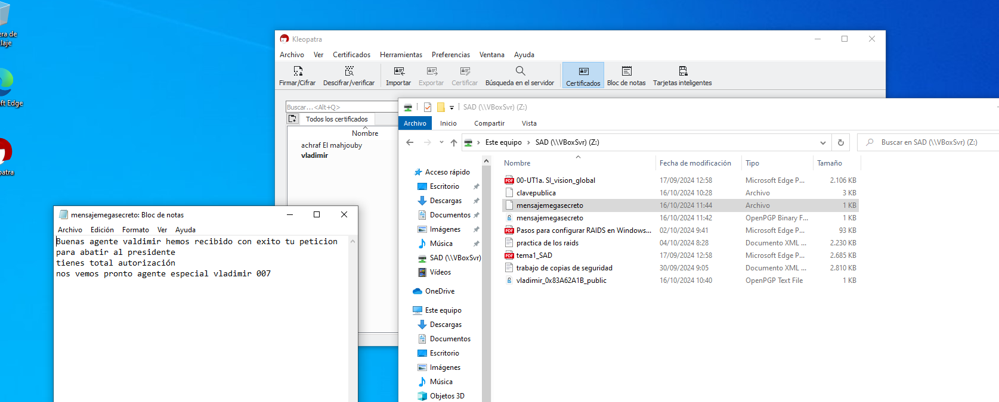 era de
laje
ft Edge
patra
Kleopatra
Archivo Ver Certificados Herramientas Preferencias Ventana Ayuda
Firmar/Cifrar Descifrar/verificar Importar Exportar Certificar Búsqueda en el servidor Certificados Bloc de notas Tarjetas inteligentes
Buscar...<Alt+Q>
Todos los certificados
Nombre
achraf El mahjouby
vladimir
SAD (\\VBoxSvr) (Z:)
Archivo Inicio Compartir Vista
Este equipo > SAD (\\VBoxSvr) (Z:)
Buscar en SAD (\\VBoxSvr) (Z:)
Acceso rápido
Escritorio
Descargas
Documentos
Imágenes
Música
SAD (\\VBoxSvr)
Vídeos
OneDrive
Este equipo
Descargas
Documentos
Escritorio
Imágenes
Música
Objetos 3D
Nombre Fecha de modificación Tipo Tamaño
PDF 00-UT1a. SI_vision_global 17/09/2024 12:58 Microsoft Edge P... 2.106 KB
clavepublica 16/10/2024 10:28 Archivo 3 KB
mensajemegasecreto 16/10/2024 11:44 Archivo 1 KB
mensajemegasecreto 16/10/2024 11:42 OpenPGP Binary F... 1 KB
PDF Pasos para configurar RAIDS en Windows... 02/10/2024 9:41 Microsoft Edge P... 93 KB
practica de los raids 04/10/2024 8:28 Documento XML ... 2.230 KB
PDF tema1_SAD 17/09/2024 12:58 Microsoft Edge P... 2.685 KB
trabajo de copias de seguridad 30/09/2024 9:05 Documento XML ... 2.810 KB
vladimir_0x83A62A1B_public 16/10/2024 10:40 OpenPGP Text File 1 KB
mensajemegasecreto: Bloc de notas
Archivo Edición Formato Ver Ayuda
Buenas agente valdimir hemos recibido con exito tu peticion
para abatir al presidente
tienes total autorización
nos vemos pronto agente especial vladimir 007